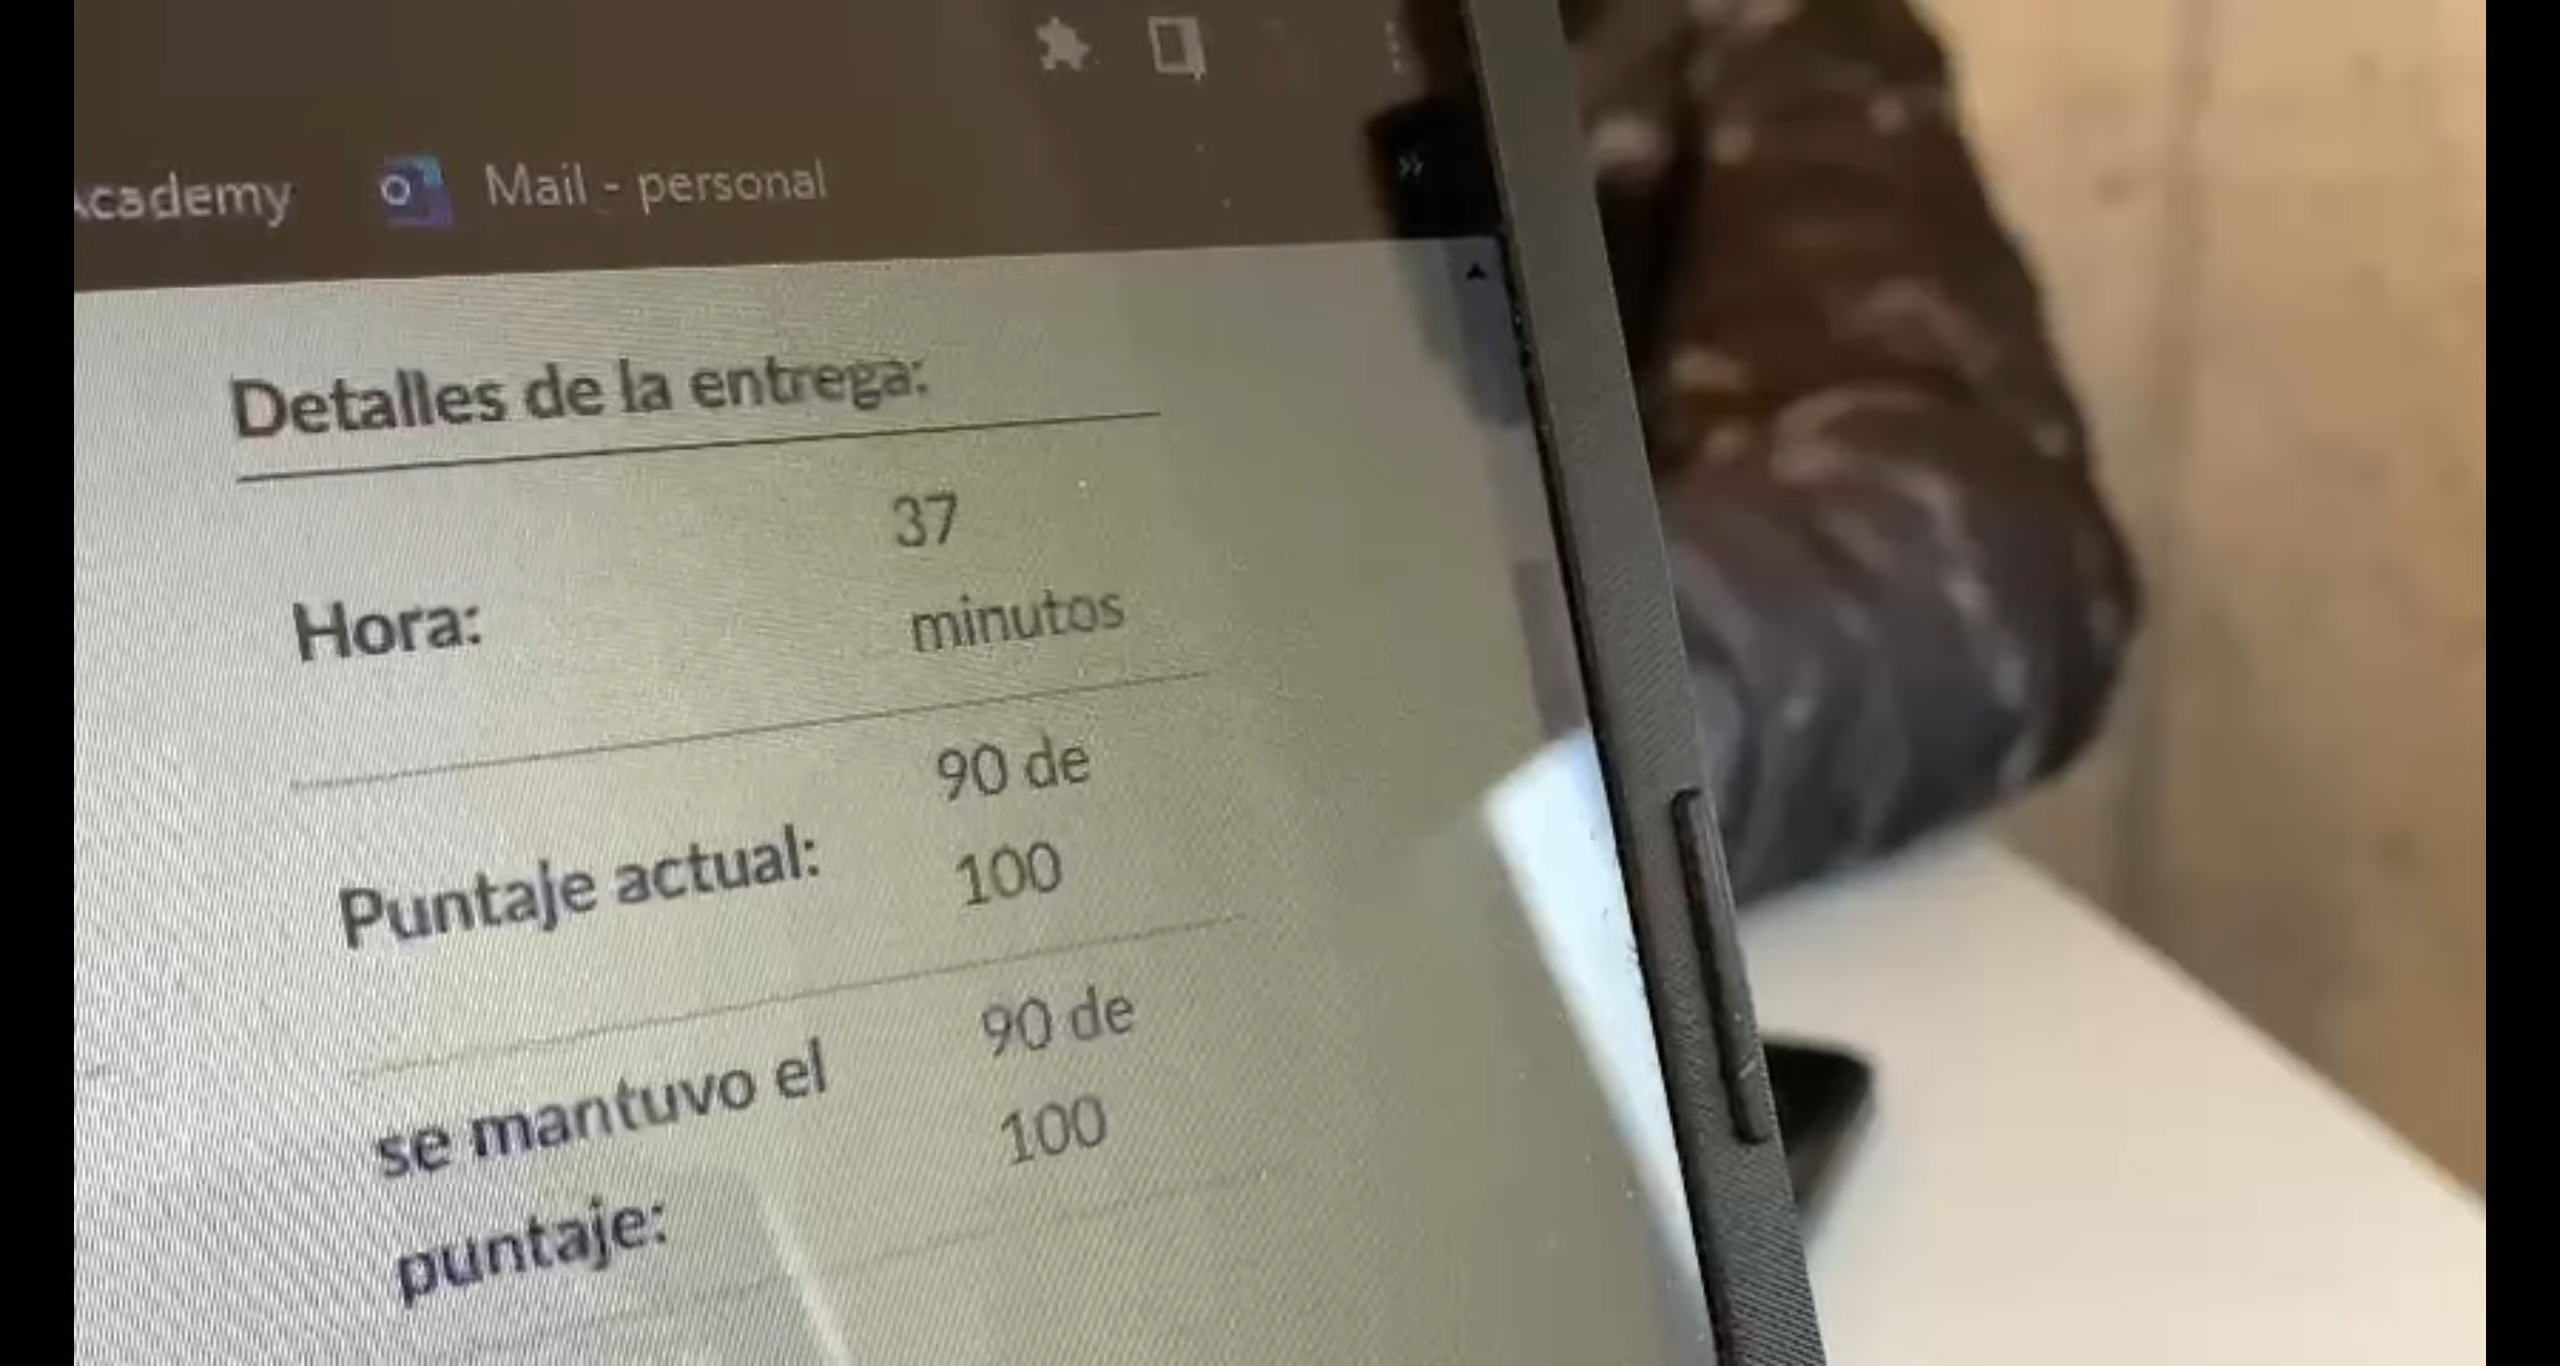 cademy Mail - personal
»
Detalles de la entrega:
37
Hora: minutos
90 de
Puntaje actual: 100
90 de
se mantuvo el 100
puntaje: